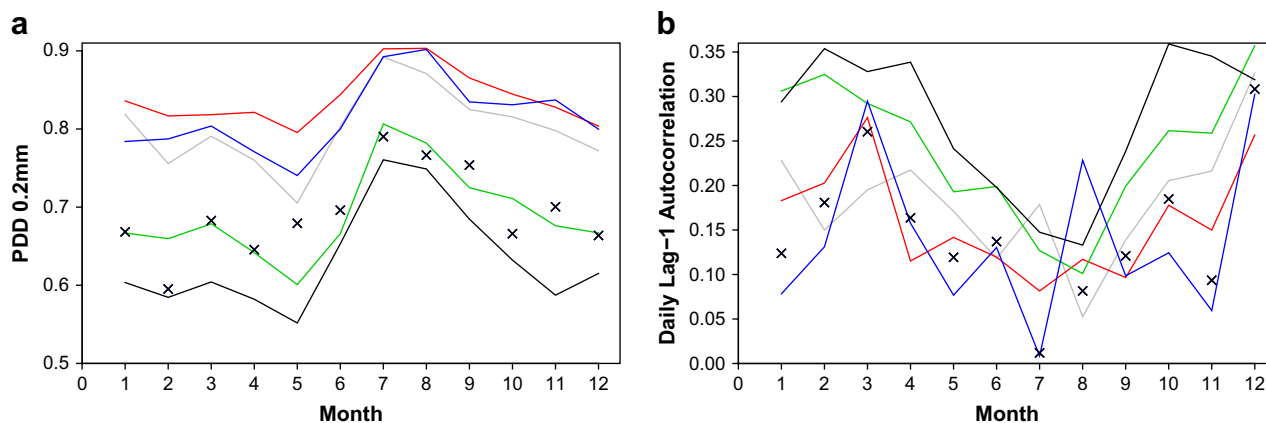 a
b
PDD 0.2mm
0.9
0.8
0.7
0.6
0.5
0 1 2 3 4 5 6 7 8 9 10 11 12
Month
Daily Lag−1 Autocorrelation
0.35
0.30
0.25
0.20
0.15
0.10
0.05
0.00
0 1 2 3 4 5 6 7 8 9 10 11 12
Month